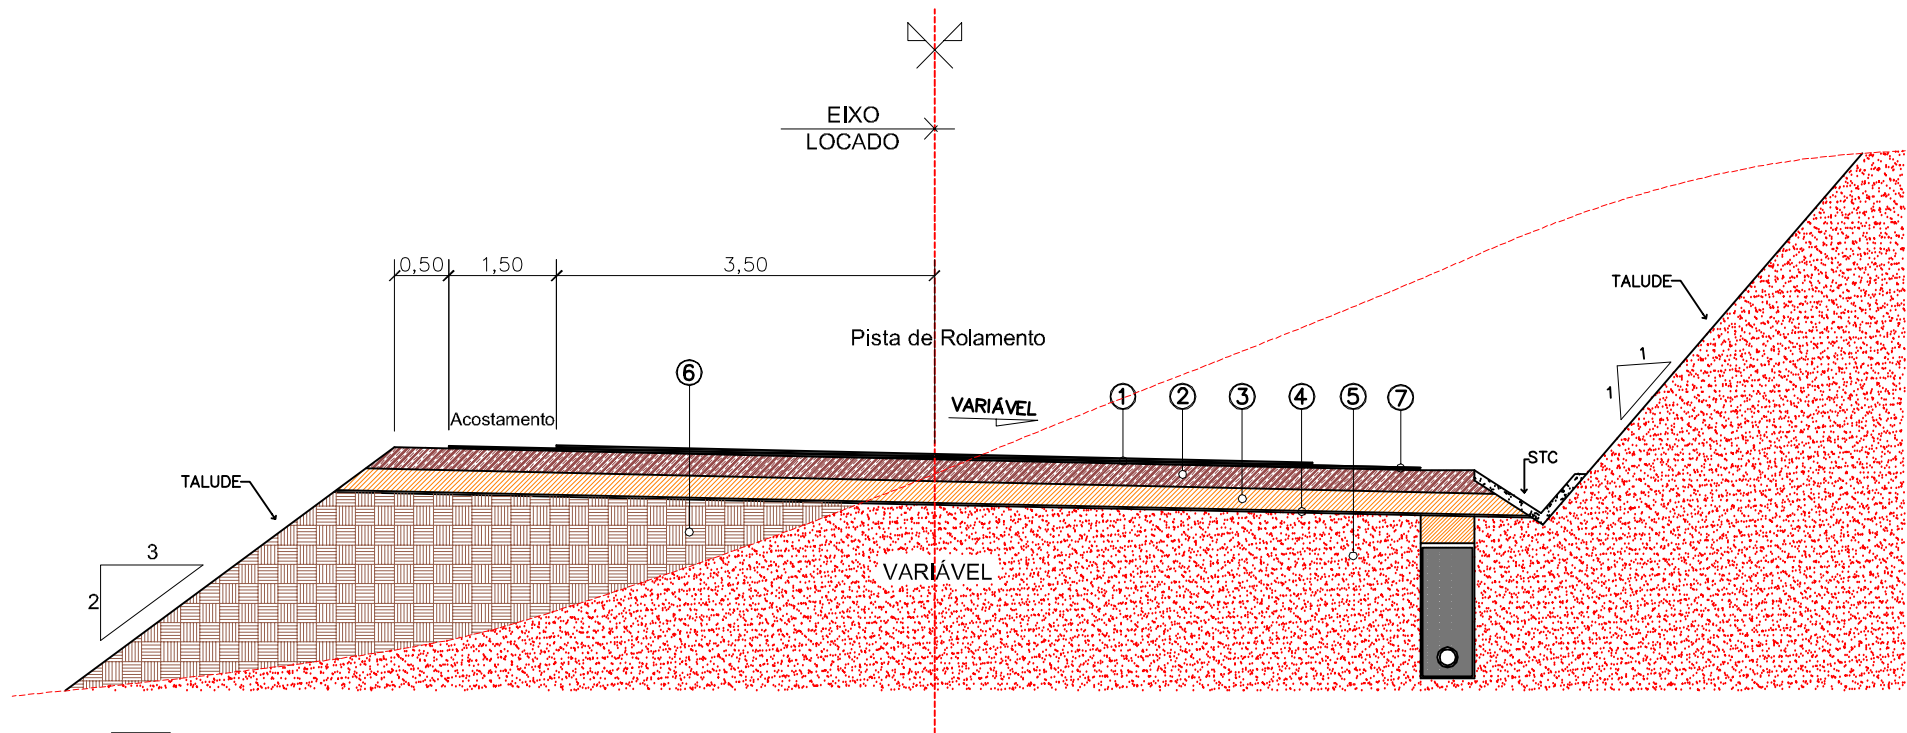 EIXO
LOCADO
0,50 1,50 3,50
TALUDE
Pista de Rolamento
1
1
6
VARIÁVEL
1 2 3 4 5 7
Acostamento
STC
TALUDE
3
2
VARIÁVEL